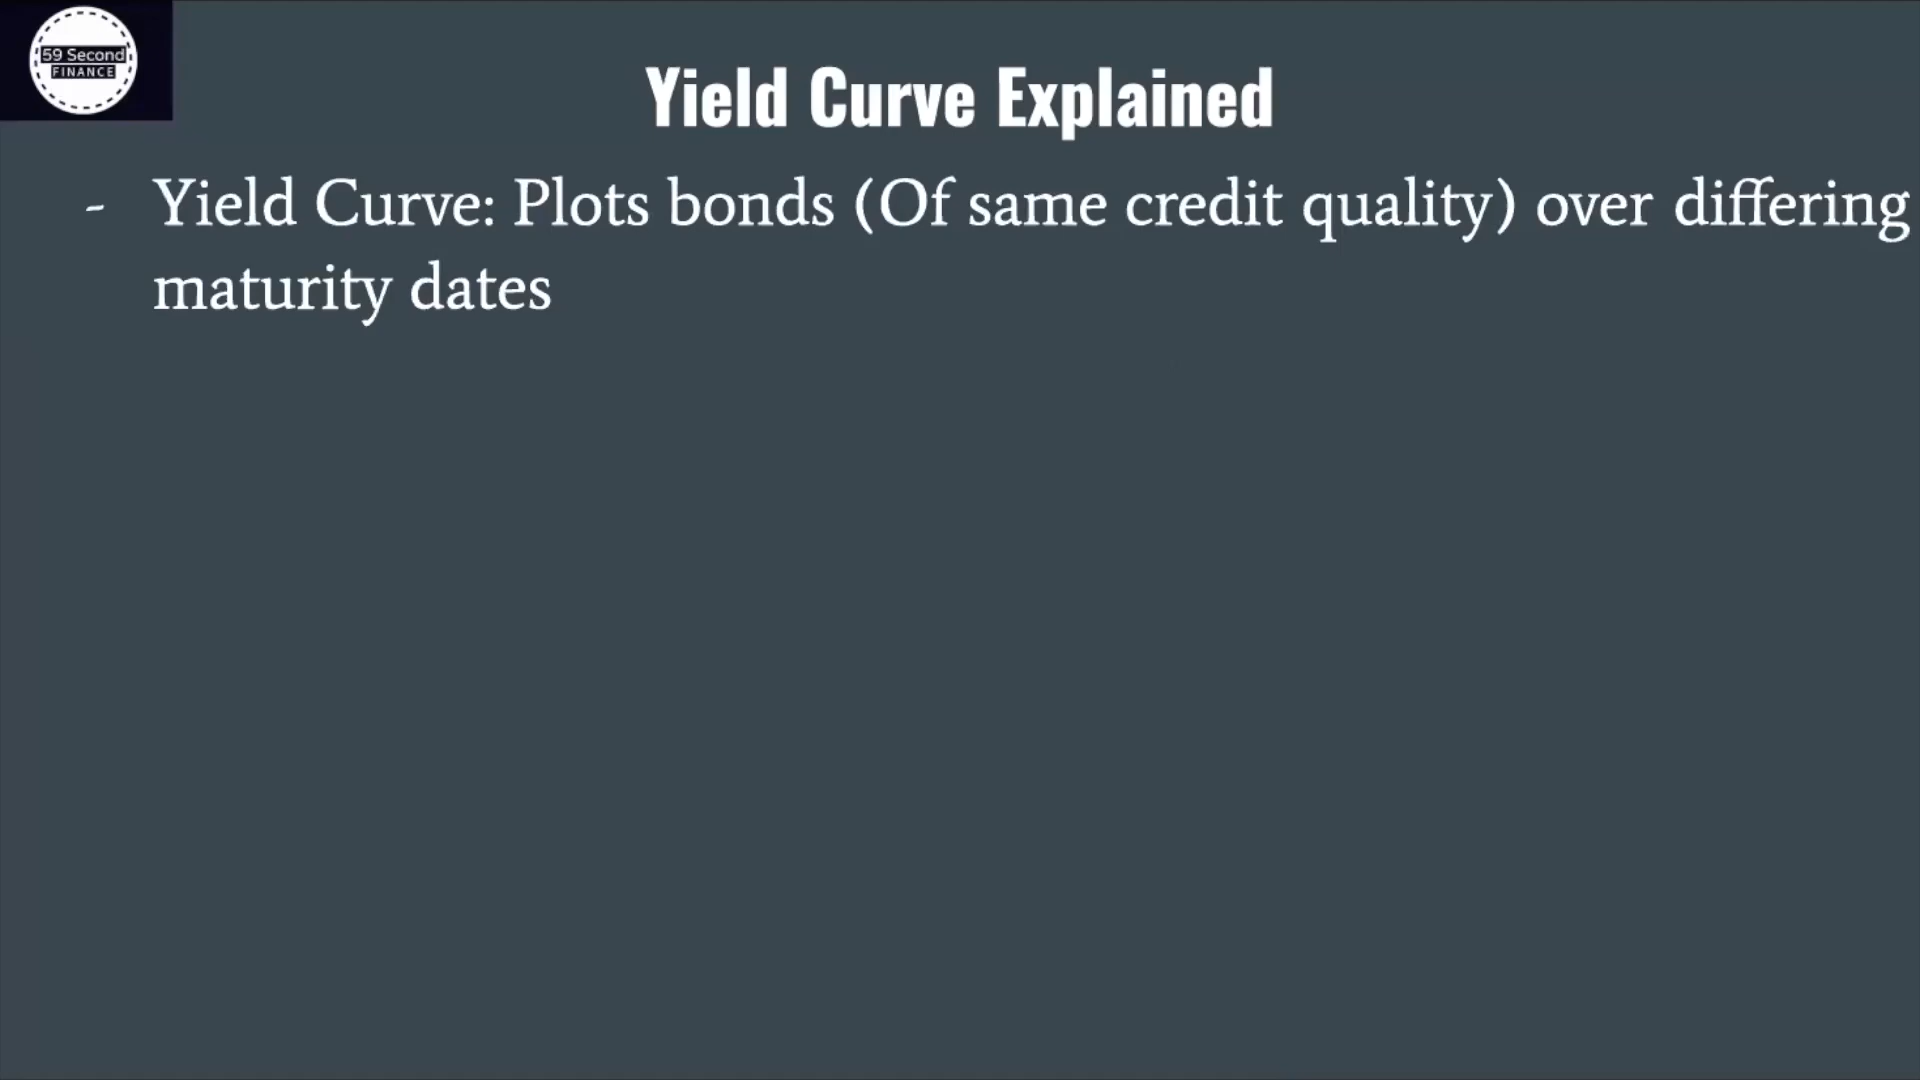 59 Second
FINANCE
Yield Curve Explained
- Yield Curve: Plots bonds (Of same credit quality) over differing
maturity dates